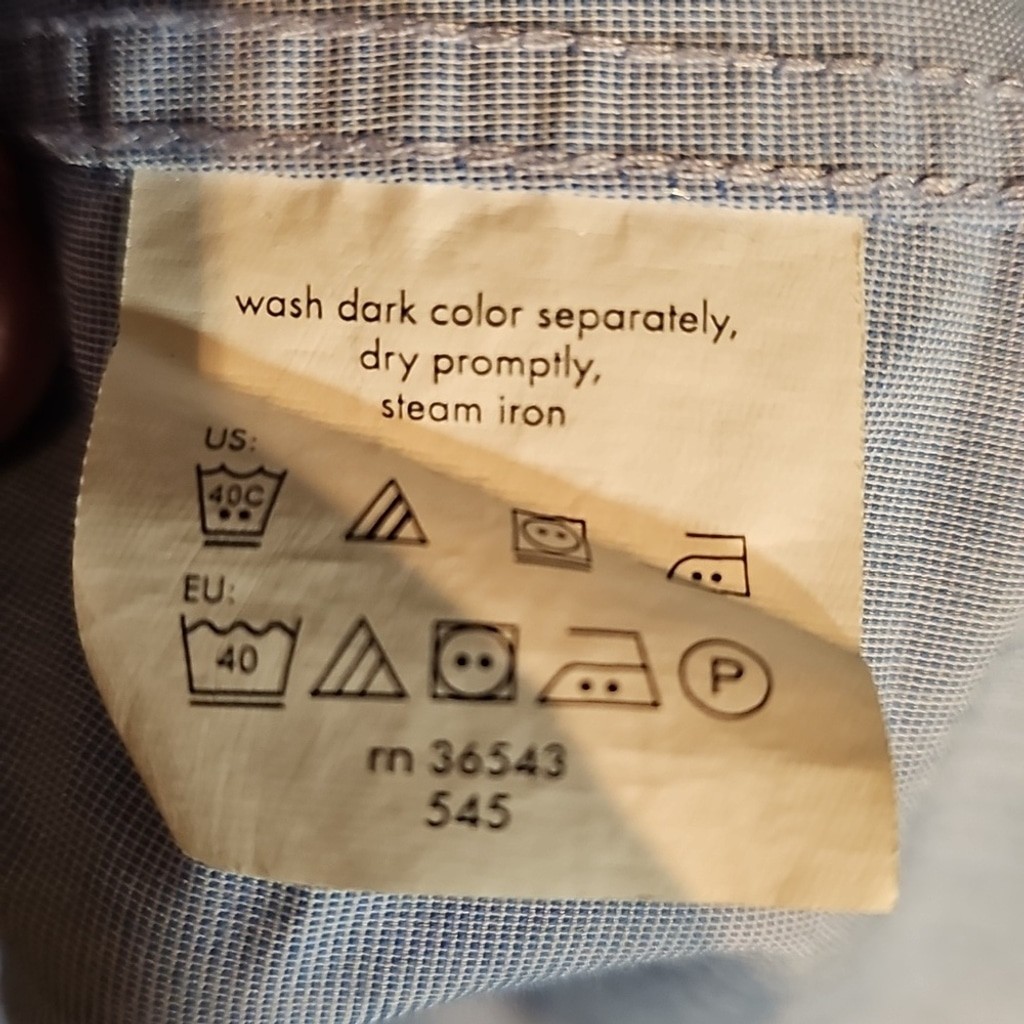 wash dark color separately,
dry promptly,
steam iron
US:
40C
EU:
40 P
rn 36543
545